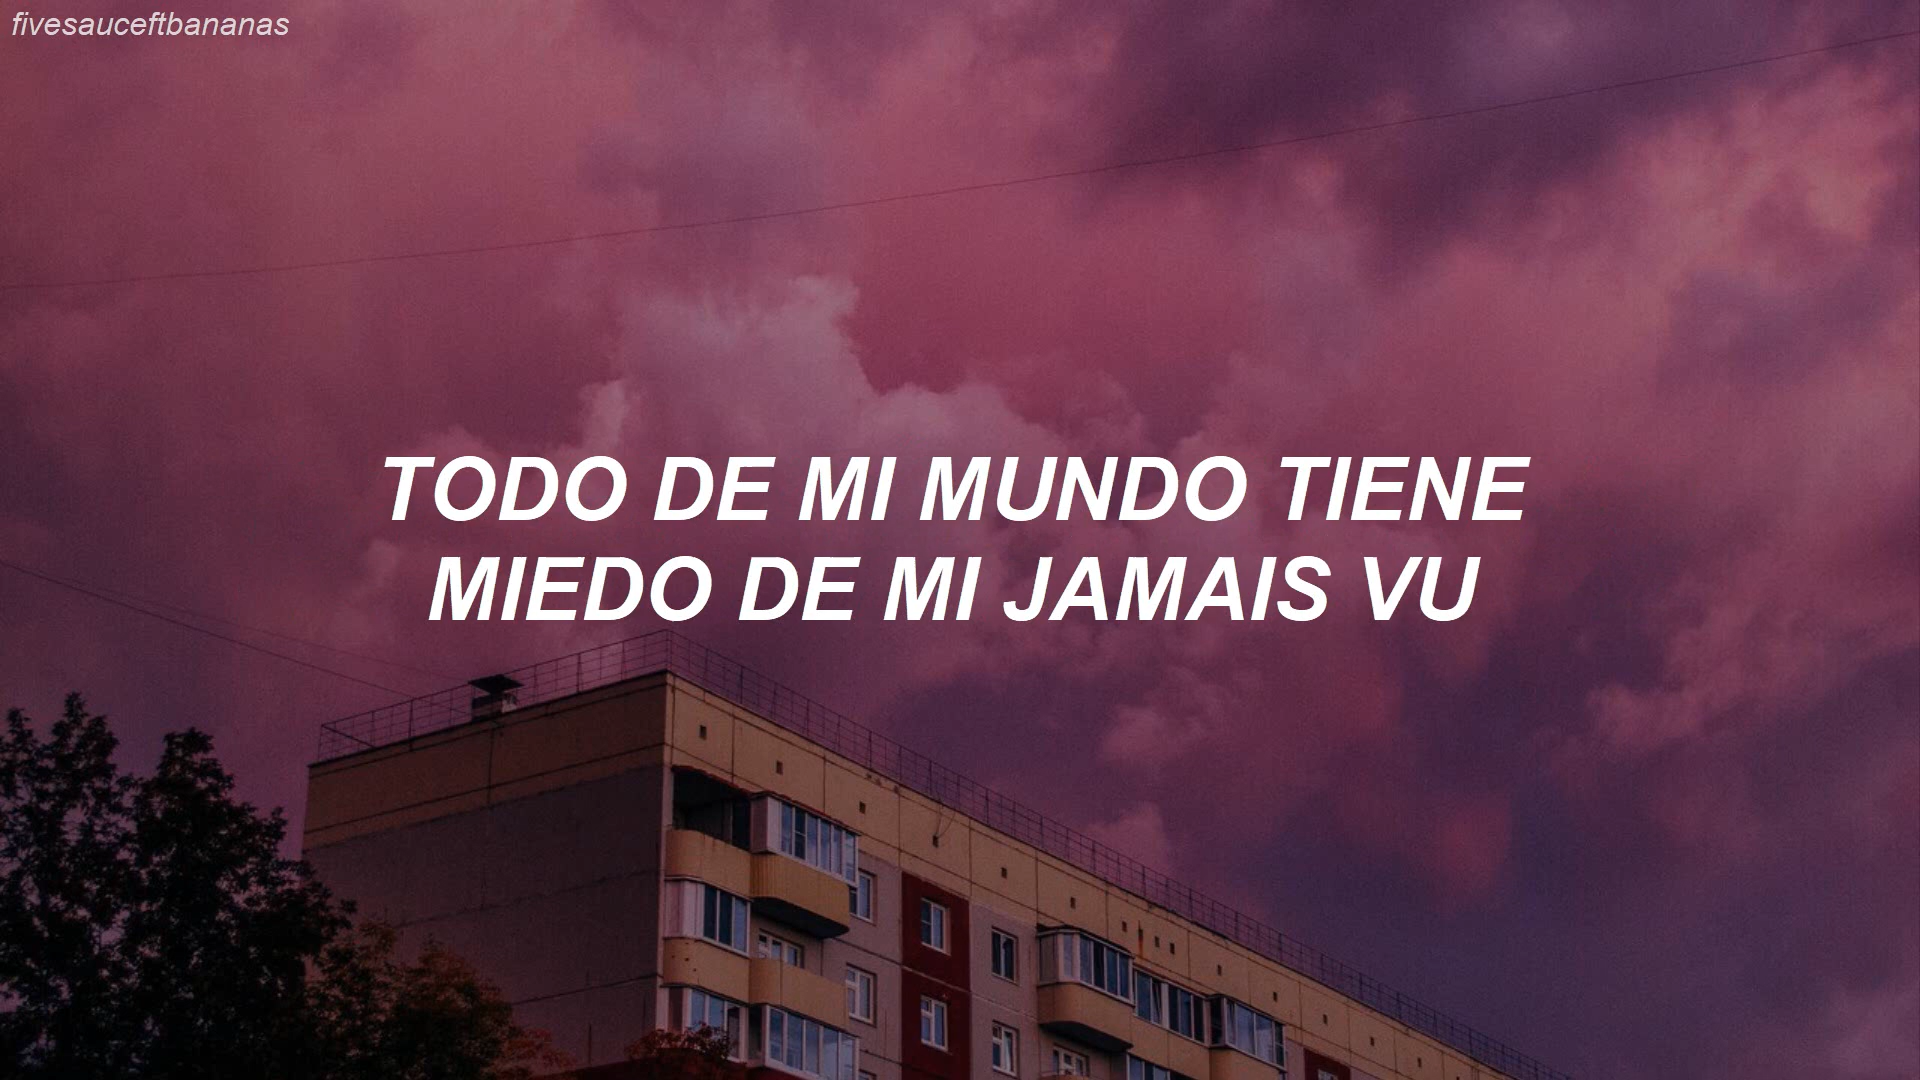 fivesauceftbananas
TODO DE MI MUNDO TIENE
MIEDO DE MI JAMAIS VU